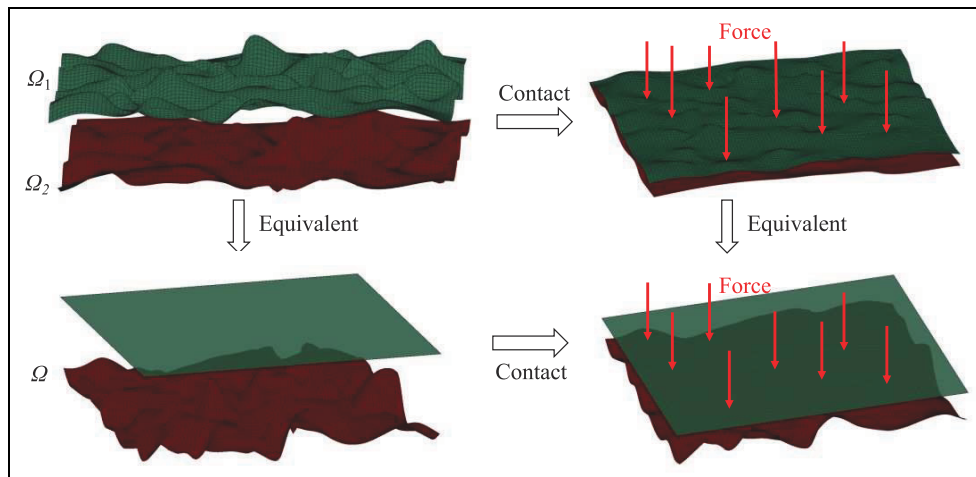 Force
Ω1
Contact
Ω2
Equivalent
Equivalent
Force
Ω
Contact